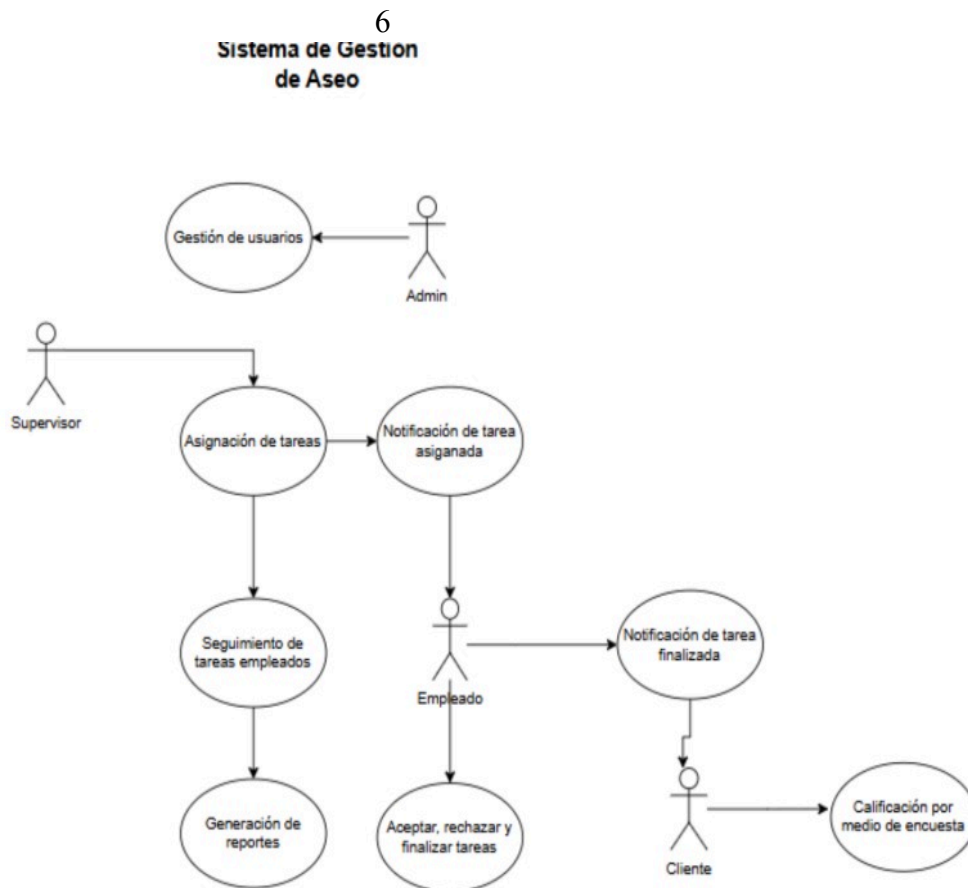 6
Sistema de Gestión
de Aseo
Gestión de usuarios
Admin
Supervisor
Asignación de tareas
Notificación de tarea
asiganada
Seguimiento de
tareas empleados
Empleado
Notificación de tarea
finalizada
Generación de
reportes
Aceptar, rechazar y
finalizar tareas
Cliente
Calificación por
medio de encuesta